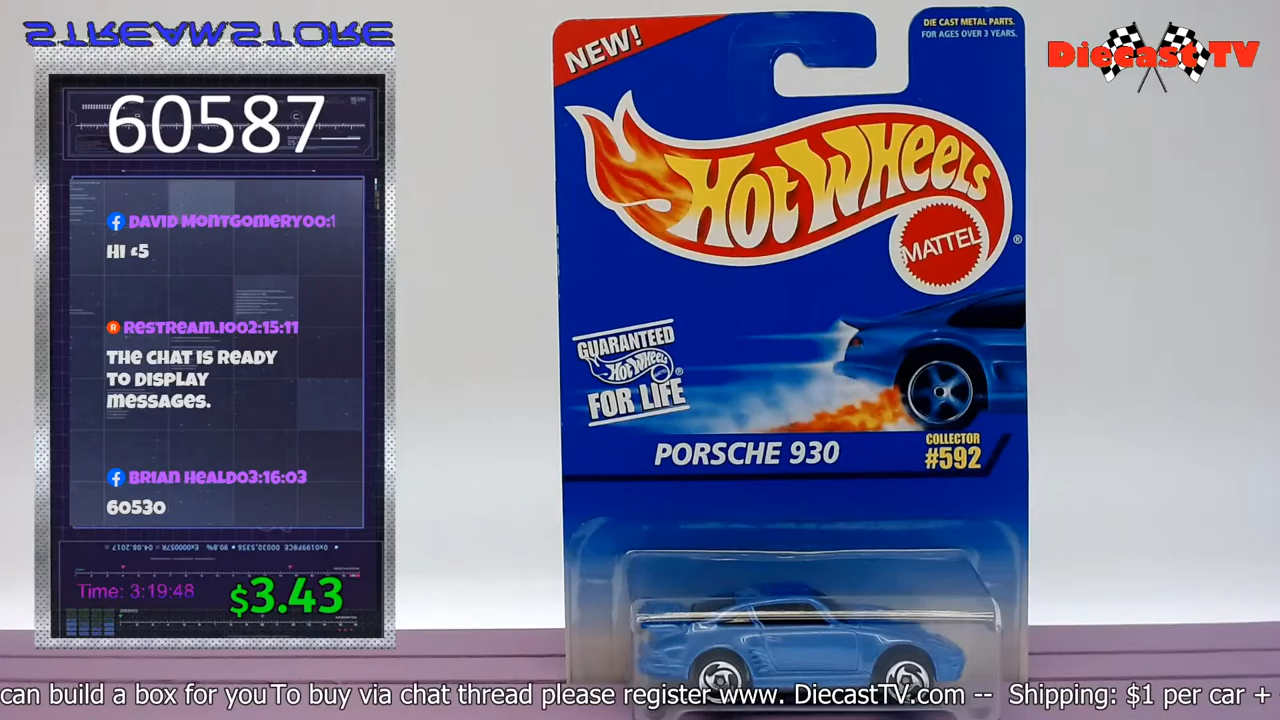 STREAMSTORE
60587
DAVID MONTGOMERY00:1
HI £5
RESTREAM.IO02:15:11
THE CHAT IS READY
TO DISPLAY
MESSAGES.
BRIAN HEALD03:16:03
60530
Time: 3:19:48
$3.43
NEW!
DIE CAST METAL PARTS.
FOR AGES OVER 3 YEARS.
HOT WHEELS
MATTEL
®
GUARANTEED
HOT WHEELS
FOR LIFE
PORSCHE 930
COLLECTOR
#592
Diecast TV
can build a box for you To buy via chat thread please register www. DiecastTV.com -- Shipping: $1 per car +